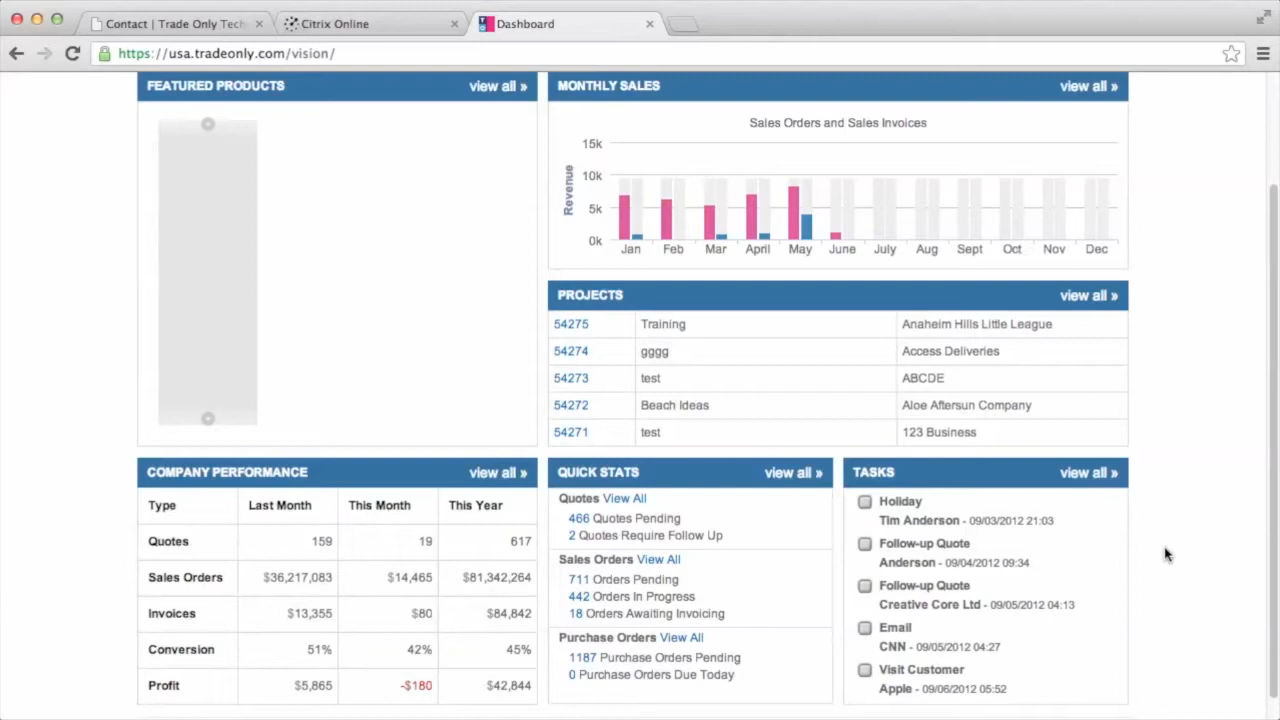 Contact | Trade Only Tech
Citrix Online
Dashboard
https://usa.tradeonly.com/vision/
FEATURED PRODUCTS view all »
MONTHLY SALES view all »
Sales Orders and Sales Invoices
Revenue
15k
10k
5k
0k
Jan Feb Mar April May June July Aug Sept Oct Nov Dec
PROJECTS view all »
54275 Training Anaheim Hills Little League
54274 gggg Access Deliveries
54273 test ABCDE
54272 Beach Ideas Aloe Aftersun Company
54271 test 123 Business
COMPANY PERFORMANCE view all »
Type Last Month This Month This Year
Quotes 159 19 617
Sales Orders $36,217,083 $14,465 $81,342,264
Invoices $13,355 $80 $84,842
Conversion 51% 42% 45%
Profit $5,865 -$180 $42,844
QUICK STATS view all »
Quotes View All
466 Quotes Pending
2 Quotes Require Follow Up
Sales Orders View All
711 Orders Pending
442 Orders In Progress
18 Orders Awaiting Invoicing
Purchase Orders View All
1187 Purchase Orders Pending
0 Purchase Orders Due Today
TASKS view all »
Holiday
Tim Anderson - 09/03/2012 21:03
Follow-up Quote
Anderson - 09/04/2012 09:34
Follow-up Quote
Creative Core Ltd - 09/05/2012 04:13
Email
CNN - 09/05/2012 04:27
Visit Customer
Apple - 09/06/2012 05:52